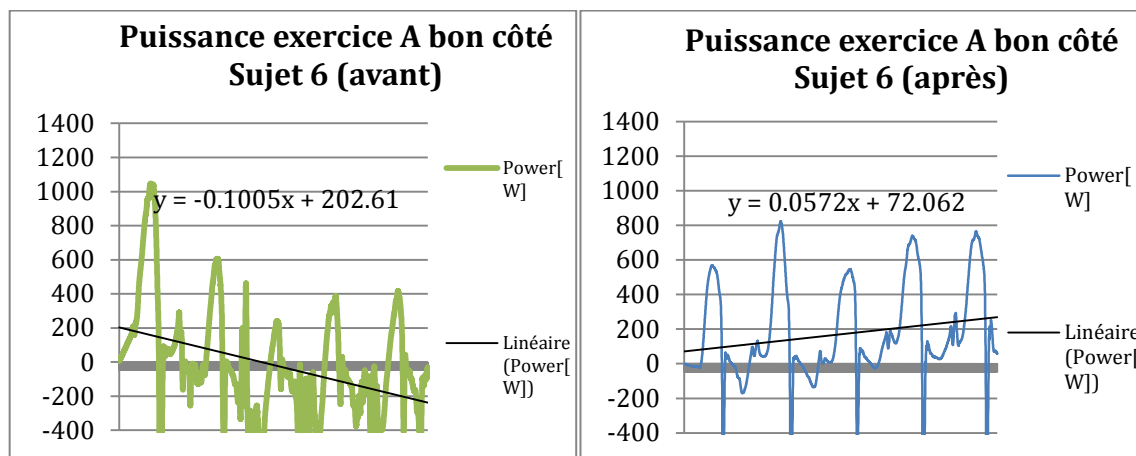 Puissance exercice A bon côté
Sujet 6 (avant)
1400
1200
1000
800
600
400
200
0
-200
-400
y = -0.1005x + 202.61
Power[
W]
Linéaire
(Power[
W])
Puissance exercice A bon côté
Sujet 6 (après)
1400
1200
1000
800
600
400
200
0
-200
-400
y = 0.0572x + 72.062
Power[
W]
Linéaire
(Power[
W])